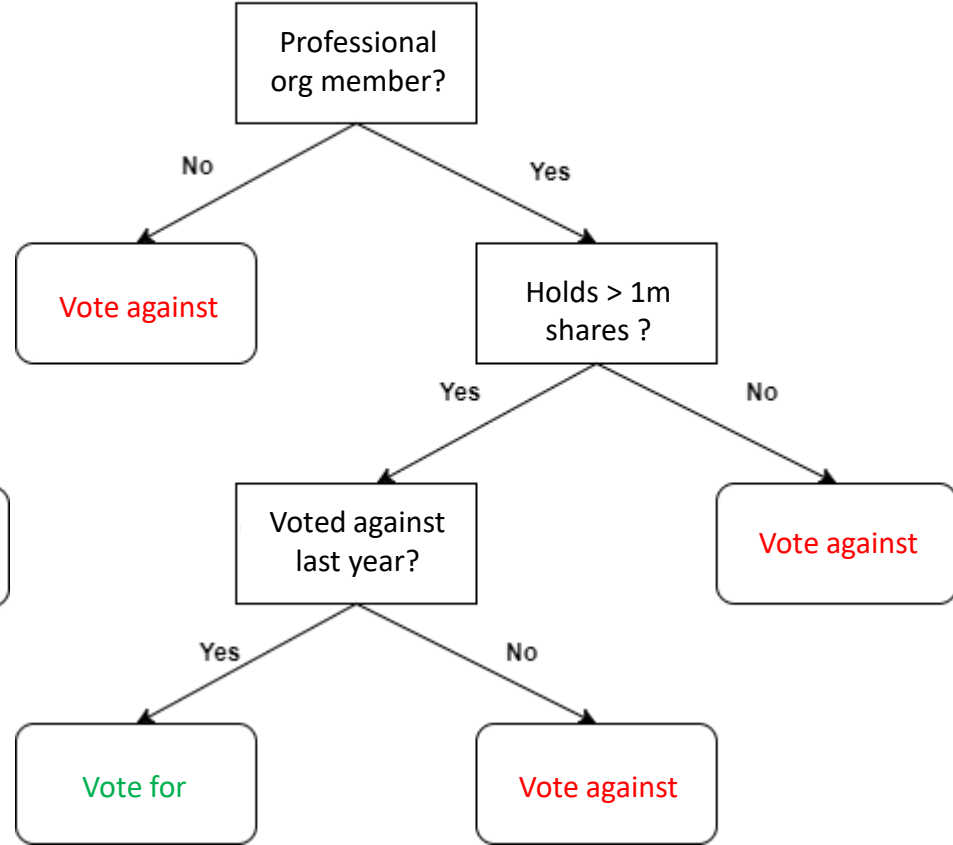 Professional
org member?
No
Yes
Vote against
Holds > 1m
shares ?
Yes
No
Voted against
last year?
Vote against
Yes
No
Vote for
Vote against